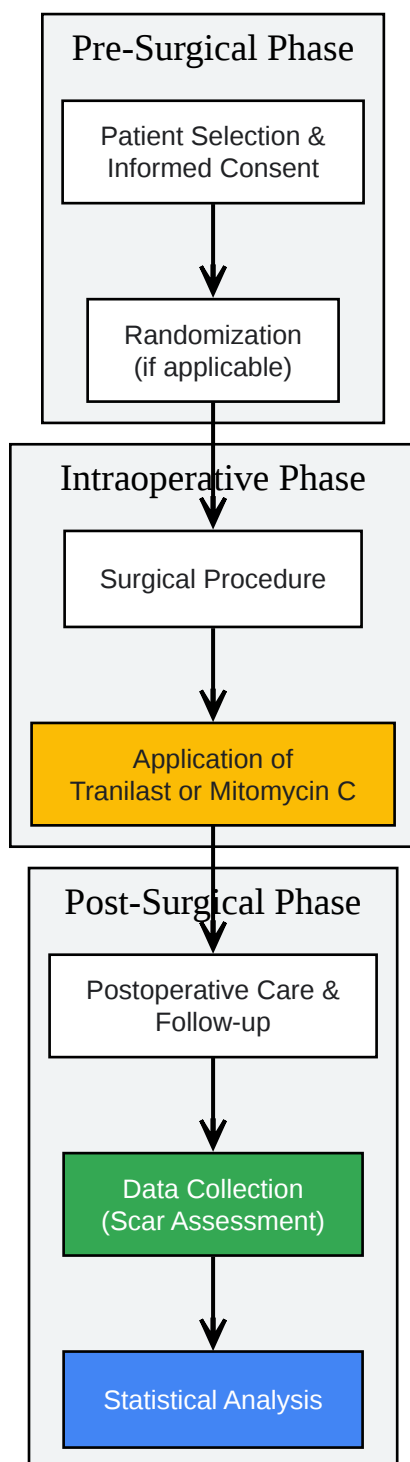 Pre-Surgical Phase
Patient Selection &
Informed Consent
Randomization
(if applicable)
Intraoperative Phase
Surgical Procedure
Application of
Tranilast or Mitomycin C
Post-Surgical Phase
Postoperative Care &
Follow-up
Data Collection
(Scar Assessment)
Statistical Analysis